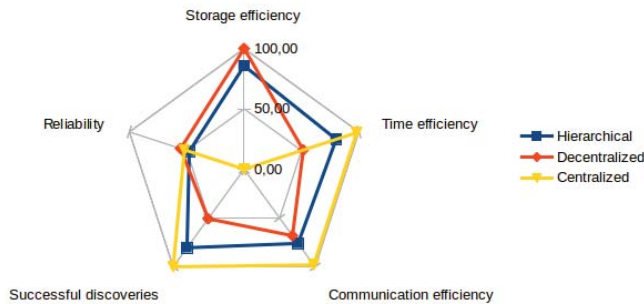 Storage efficiency
100,00
Reliability
50,00
Time efficiency
Hierarchical
Decentralized
Centralized
0,00
Successful discoveries
Communication efficiency